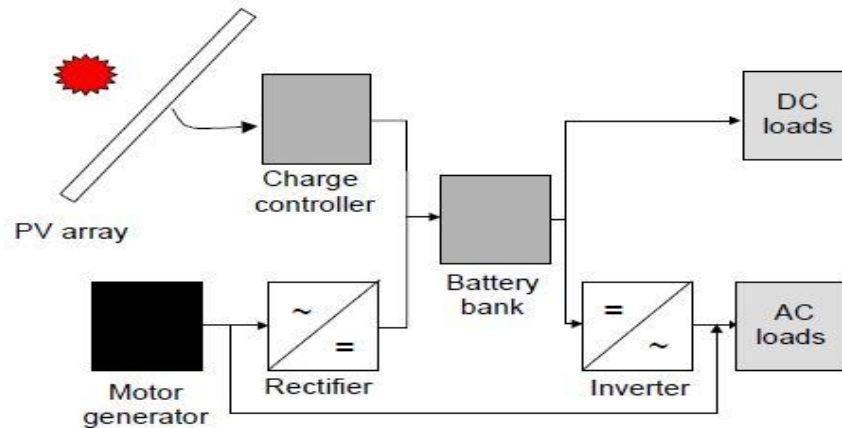 PV array
Charge
controller
Battery
bank
DC
loads
Motor
generator
~
=
Rectifier
=
~
Inverter
AC
loads